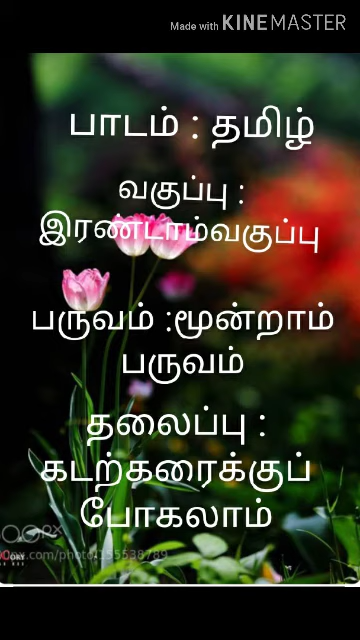 Made with KINEMASTER
பாடம் : தமிழ்
வகுப்பு :
இரண்டாம்வகுப்பு
பருவம் :மூன்றாம்
பருவம்
தலைப்பு :
கடற்கரைக்குப்
போகலாம்